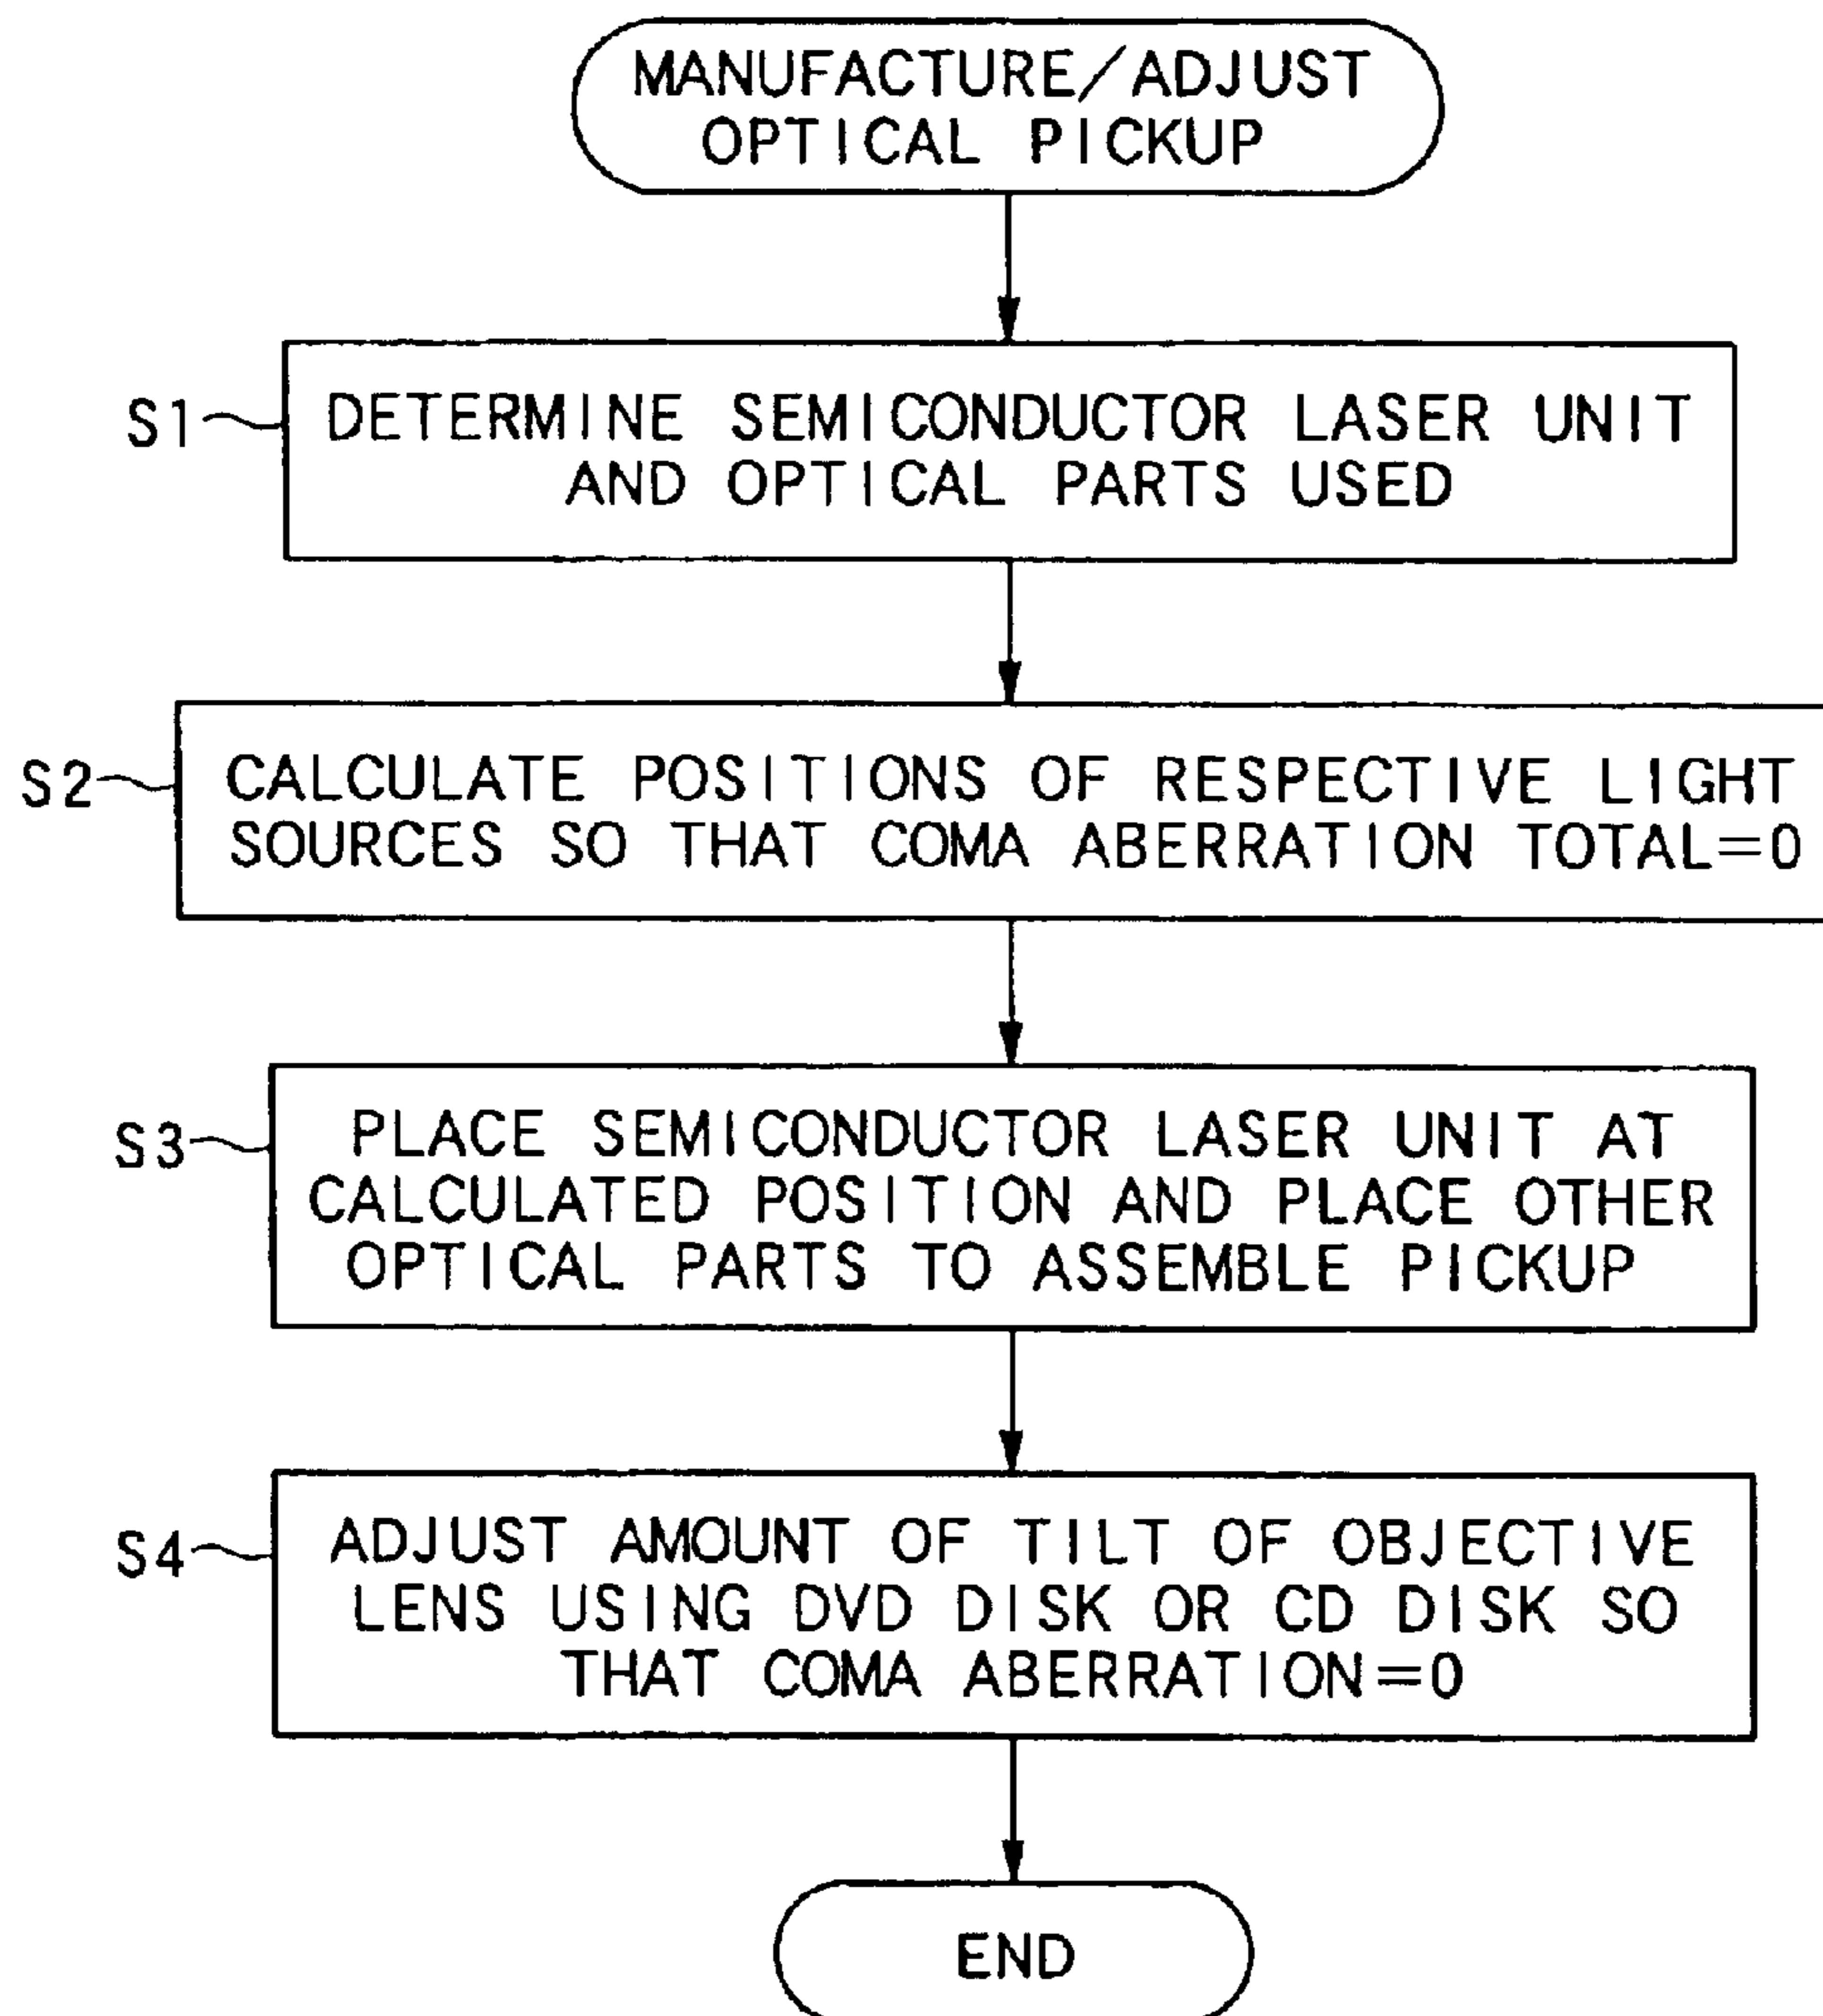 MANUFACTURE/ADJUST
OPTICAL PICKUP
S1
DETERMINE SEMICONDUCTOR LASER UNIT
AND OPTICAL PARTS USED
S2
CALCULATE POSITIONS OF RESPECTIVE LIGHT
SOURCES SO THAT COMA ABERRATION TOTAL=0
S3
PLACE SEMICONDUCTOR LASER UNIT AT
CALCULATED POSITION AND PLACE OTHER
OPTICAL PARTS TO ASSEMBLE PICKUP
S4
ADJUST AMOUNT OF TILT OF OBJECTIVE
LENS USING DVD DISK OR CD DISK SO
THAT COMA ABERRATION=0
END